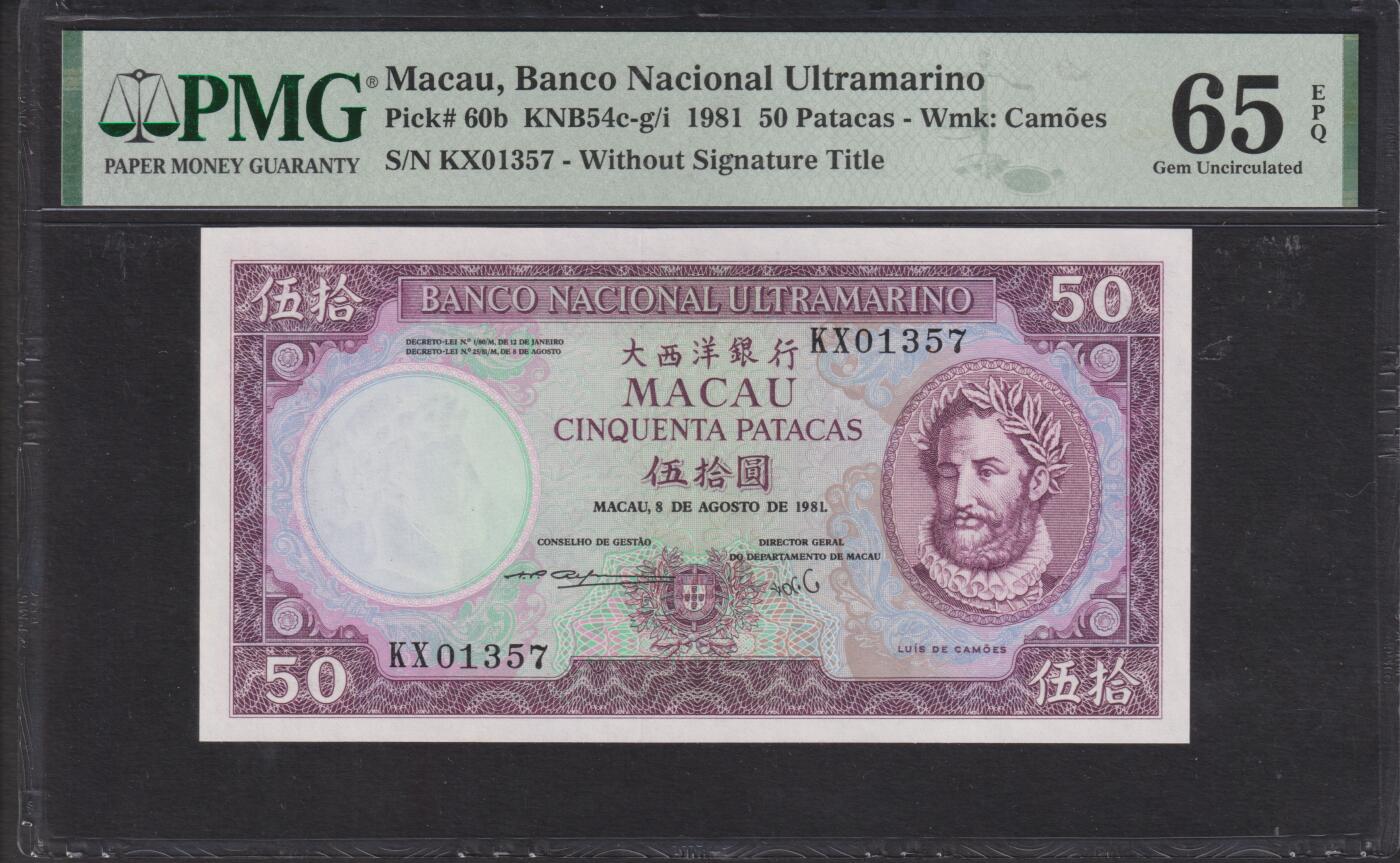 PMG®
PAPER MONEY GUARANTY
Macau, Banco Nacional Ultramarino
Pick# 60b KNB54c-g/i 1981 50 Patacas - Wmk: Camões
S/N KX01357 - Without Signature Title
65 EPQ
Gem Uncirculated
伍拾
BANCO NACIONAL ULTRAMARINO
50
DECRETO-LEI N.º 1/80/M, DE 12 DE JANEIRO
DECRETO-LEI N.º 25/81/M, DE 8 DE AGOSTO
大西洋銀行
KX01357
MACAU
CINQUENTA PATACAS
伍拾圓
MACAU, 8 DE AGOSTO DE 1981.
CONSELHO DE GESTÃO
DIRECTOR GERAL
DO DEPARTAMENTO DE MACAU
KX01357
LUÍS DE CAMÕES
50
伍拾